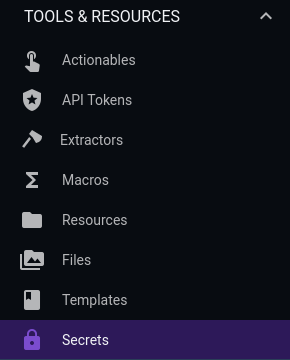 TOOLS & RESOURCES
Actionables
API Tokens
Extractors
Macros
Resources
Files
Templates
Secrets